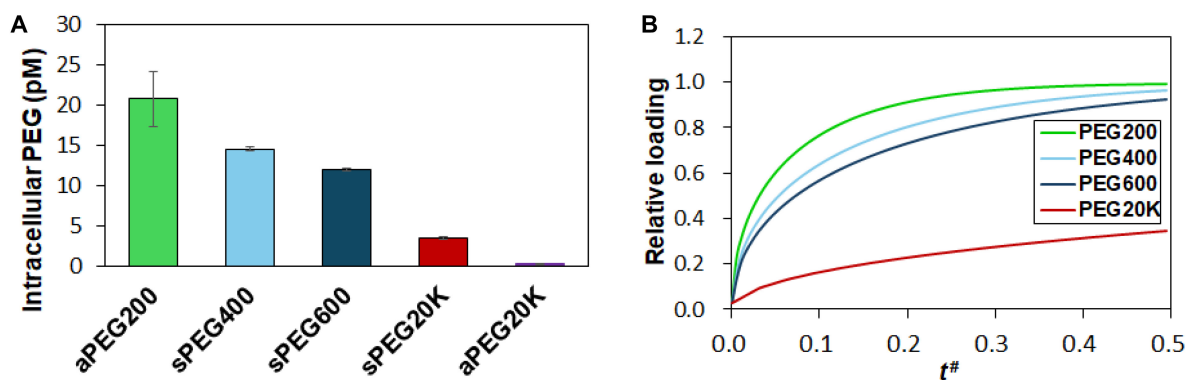 A
Intracellular PEG (pM)
30
25
20
15
10
5
0
aPEG200
sPEG400
sPEG600
sPEG20K
aPEG20K
B
Relative loading
1.2
1.0
0.8
0.6
0.4
0.2
0.0
PEG200
PEG400
PEG600
PEG20K
0.0 0.1 0.2 0.3 0.4 0.5
t#